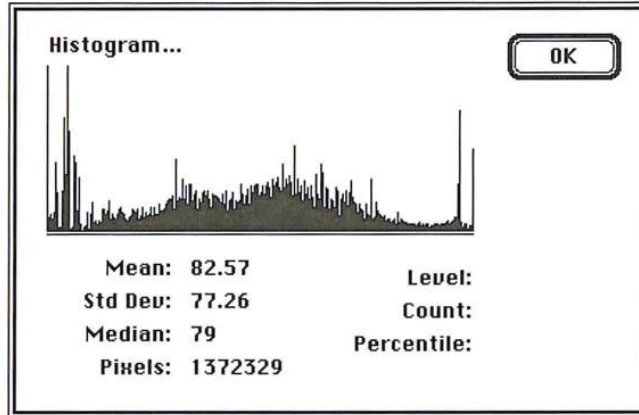 Histogram...
OK
Mean: 82.57
Std Dev: 77.26
Median: 79
Pixels: 1372329
Level:
Count:
Percentile: